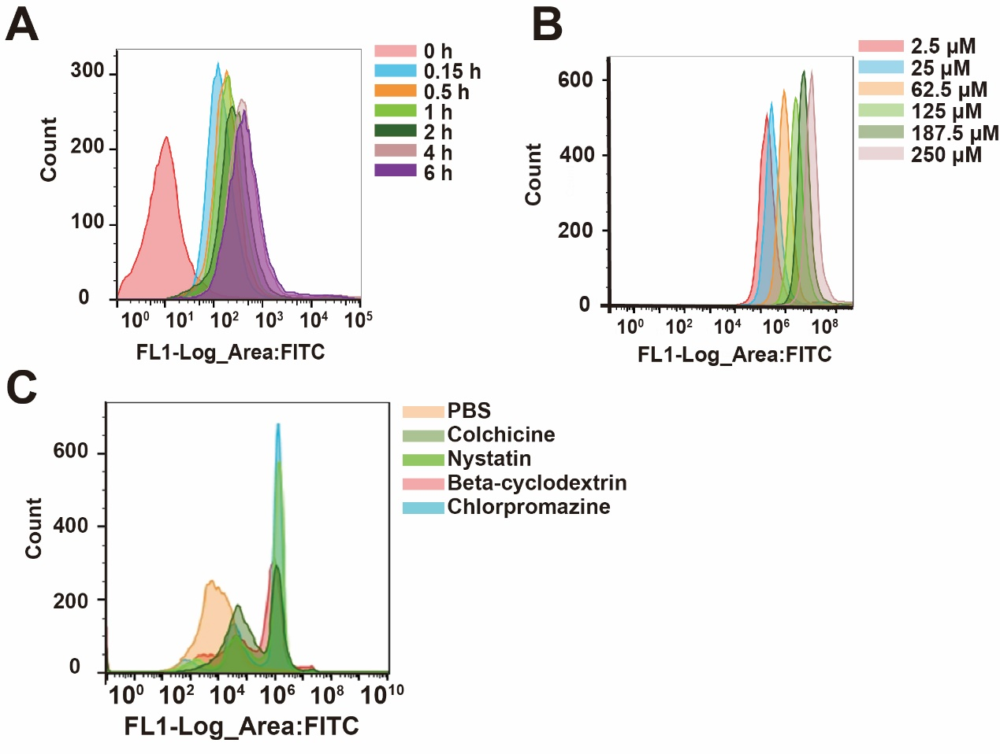 A
300
200
100
0
Count
10⁰ 10¹ 10² 10³ 10⁴ 10⁵
FL1-Log_Area:FITC
0 h
0.15 h
0.5 h
1 h
2 h
4 h
6 h
B
600
400
200
0
Count
10⁰ 10² 10⁴ 10⁶ 10⁸
FL1-Log_Area:FITC
2.5 µM
25 µM
62.5 µM
125 µM
187.5 µM
250 µM
C
600
400
200
0
Count
10⁰ 10² 10⁴ 10⁶ 10⁸ 10¹⁰
FL1-Log_Area:FITC
PBS
Colchicine
Nystatin
Beta-cyclodextrin
Chlorpromazine